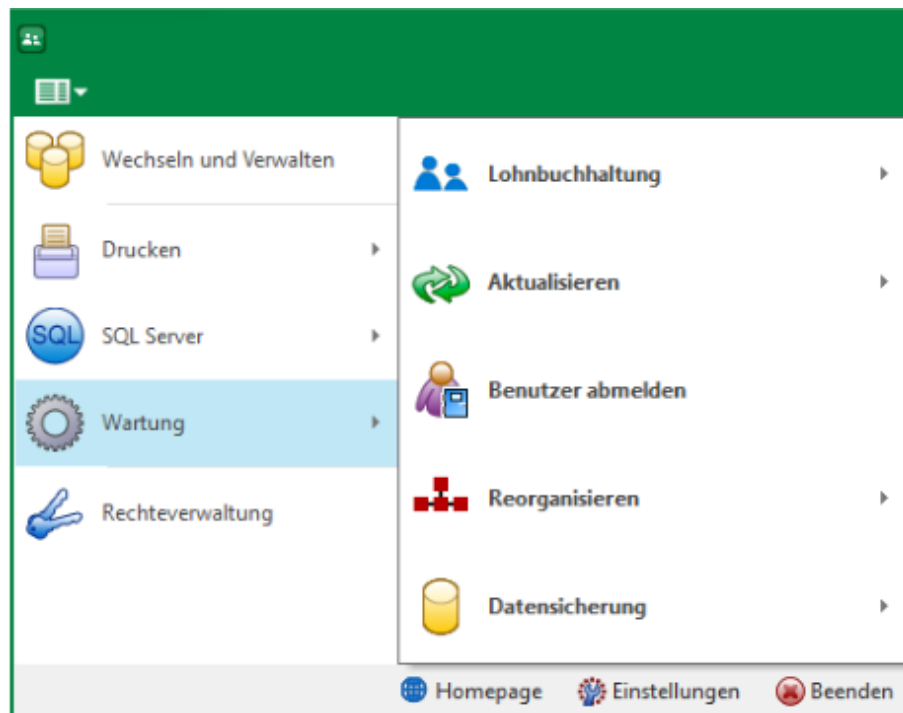 Wechseln und Verwalten
Drucken
SQL
SQL Server
Wartung
Rechteverwaltung
Lohnbuchhaltung
Aktualisieren
Benutzer abmelden
Reorganisieren
Datensicherung
Homepage Einstellungen Beenden